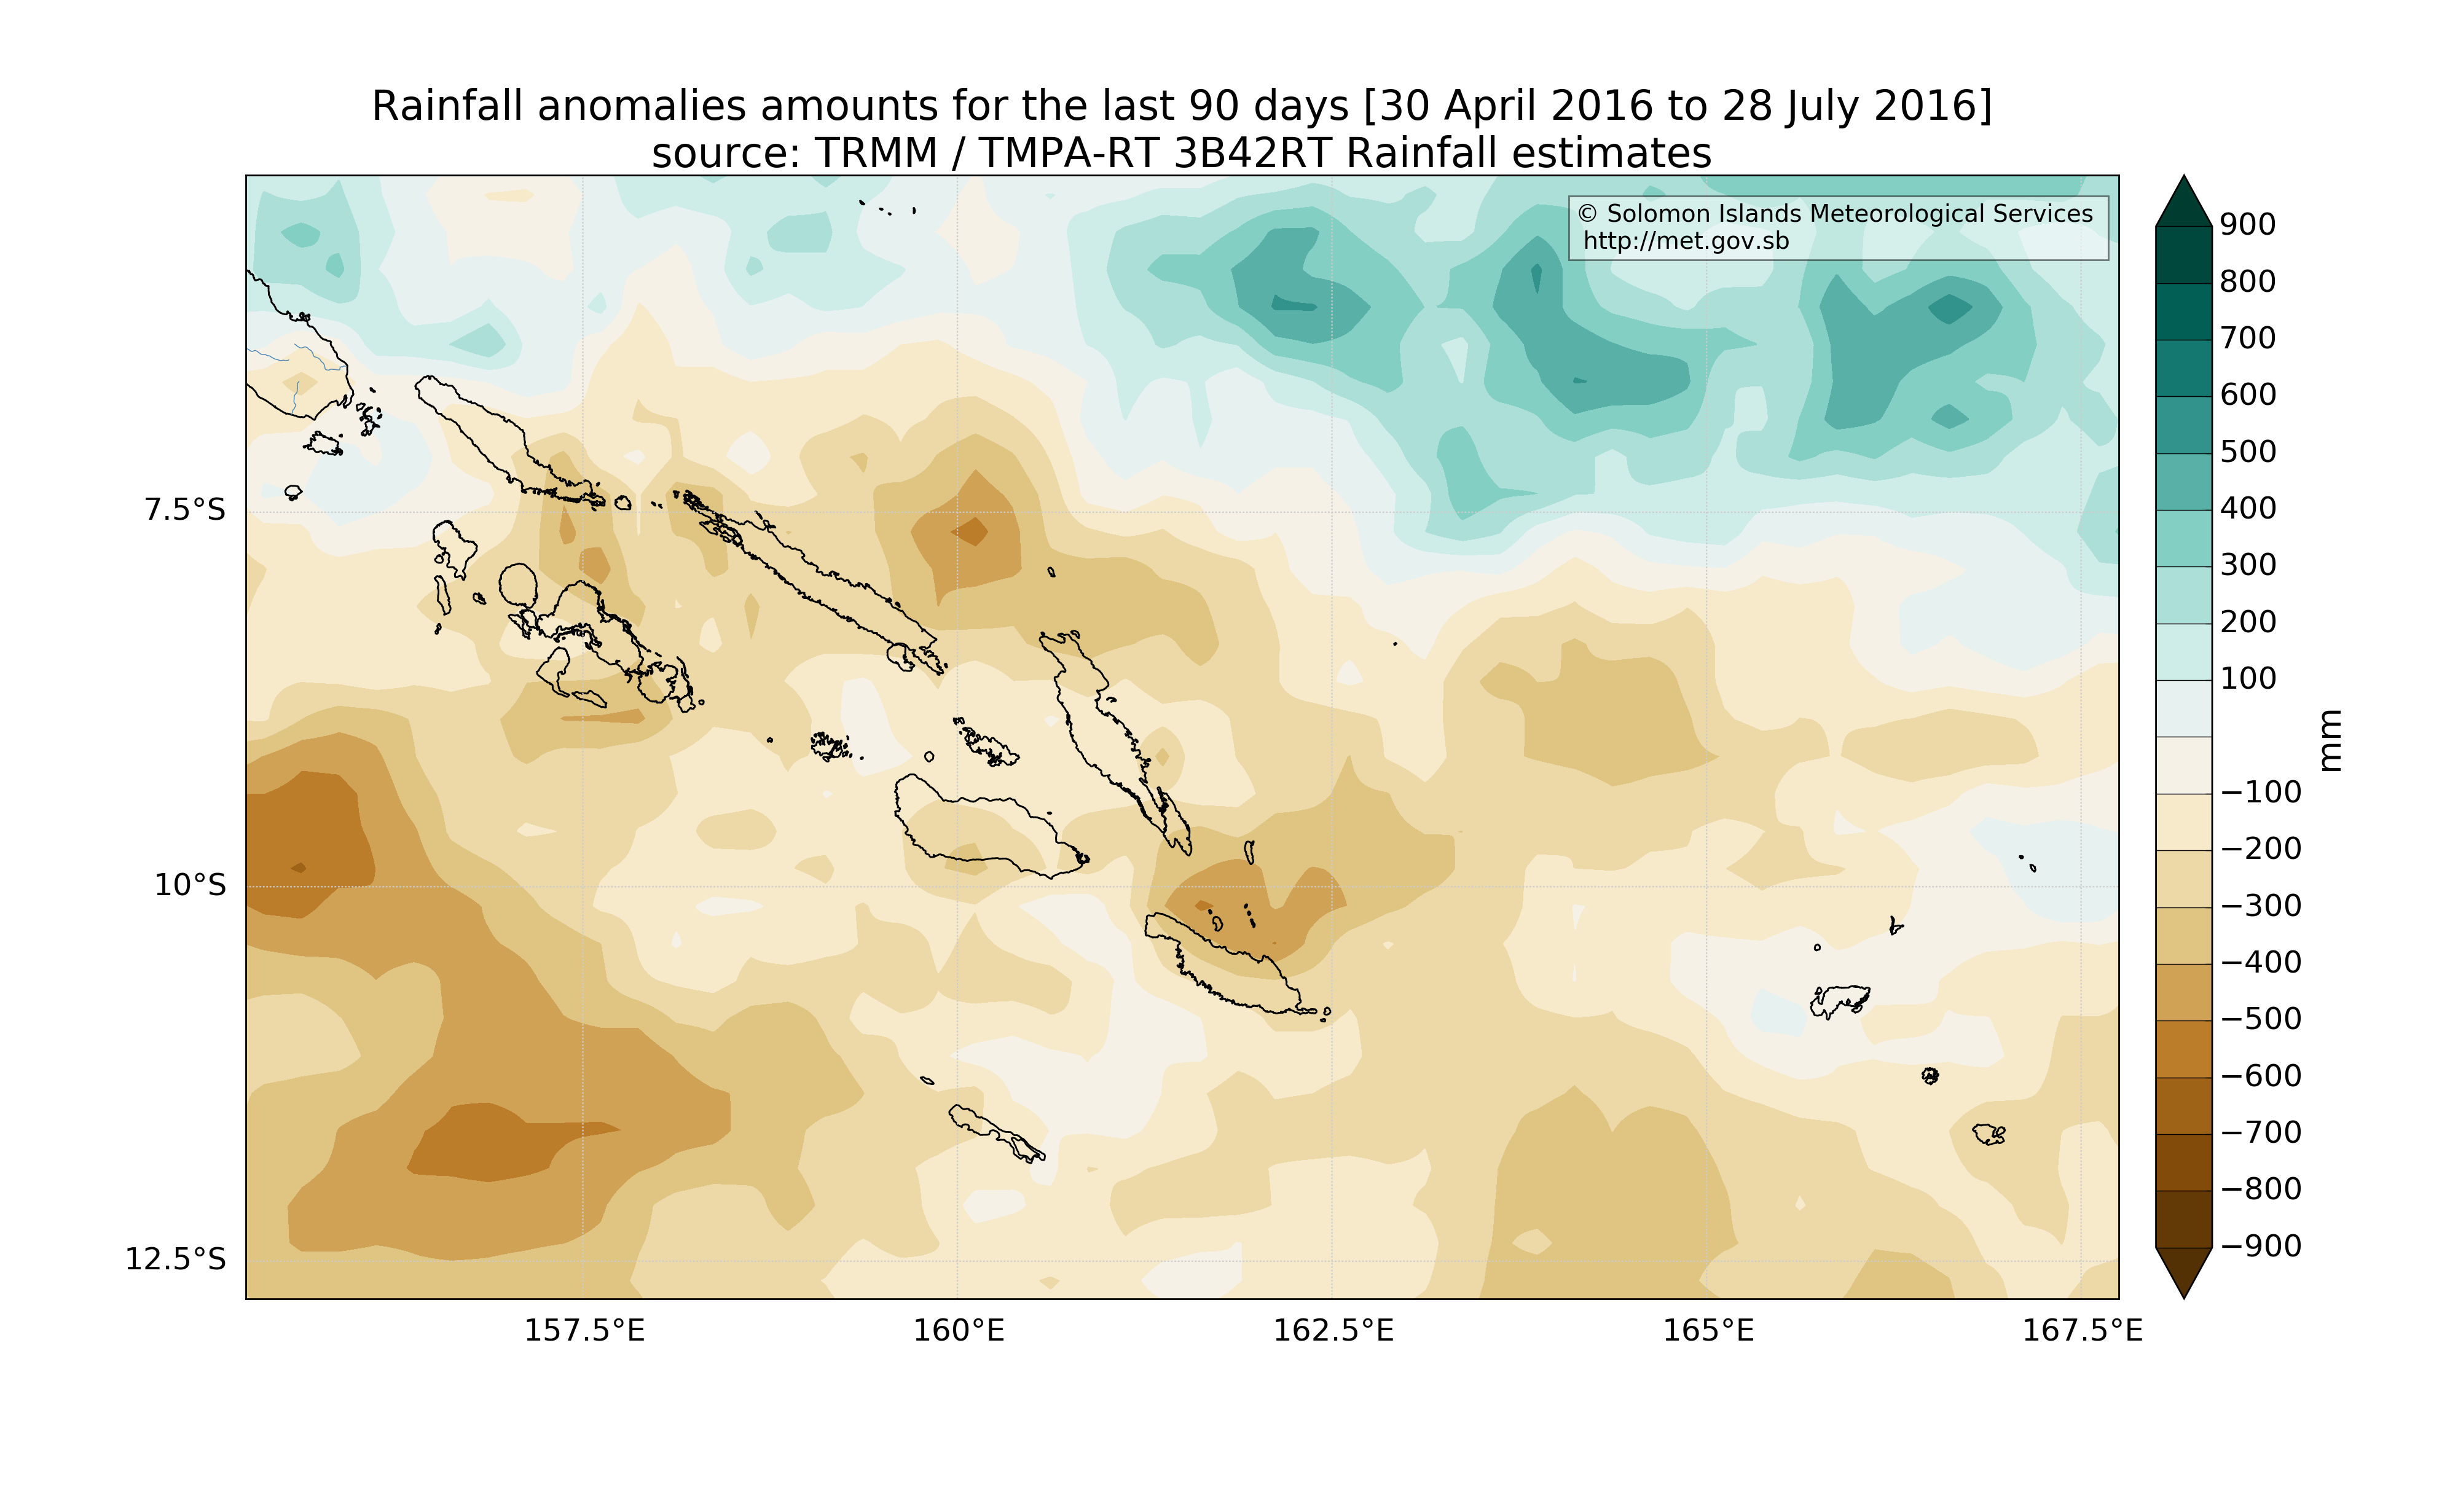 Rainfall anomalies amounts for the last 90 days [30 April 2016 to 28 July 2016]
source: TRMM / TMPA-RT 3B42RT Rainfall estimates
© Solomon Islands Meteorological Services
http://met.gov.sb
7.5°S
10°S
12.5°S
157.5°E
160°E
162.5°E
165°E
167.5°E
900
800
700
600
500
400
300
200
100
−100
−200
−300
−400
−500
−600
−700
−800
−900
mm